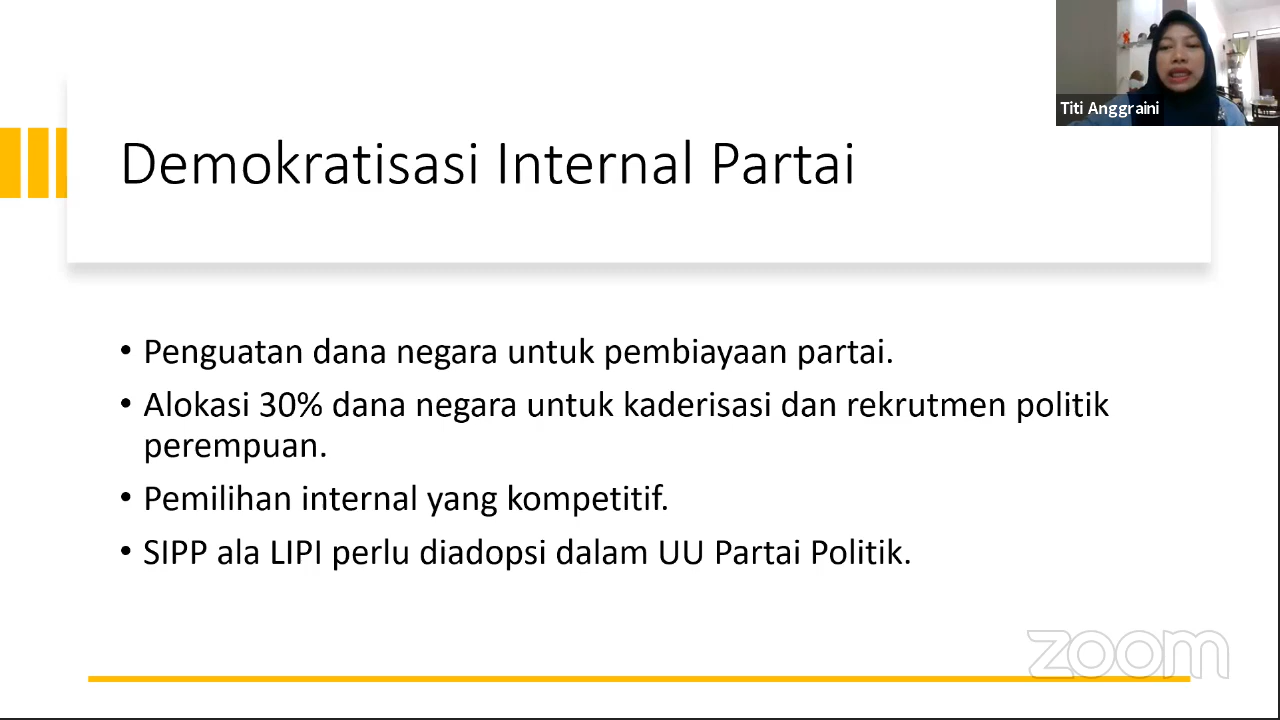 Titi Anggraini
Demokratisasi Internal Partai
• Penguatan dana negara untuk pembiayaan partai.
• Alokasi 30% dana negara untuk kaderisasi dan rekrutmen politik
perempuan.
• Pemilihan internal yang kompetitif.
• SIPP ala LIPI perlu diadopsi dalam UU Partai Politik.
zoom